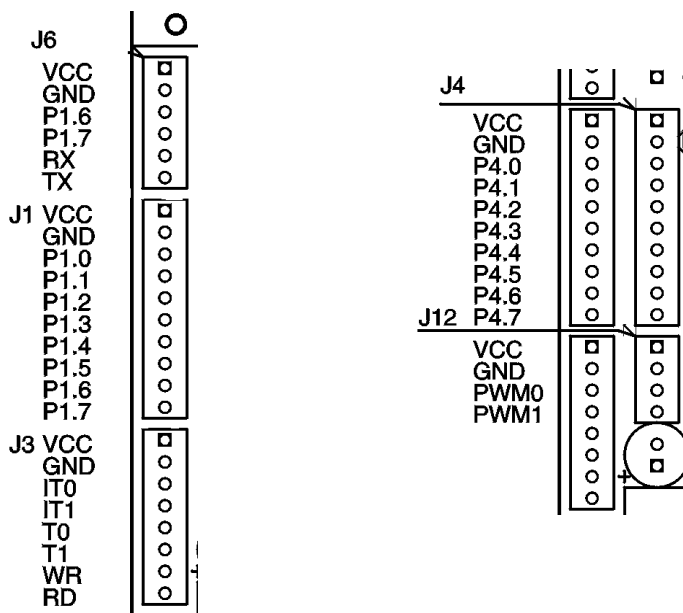 J6
VCC
GND
P1.6
P1.7
RX
TX
J1 VCC
GND
P1.0
P1.1
P1.2
P1.3
P1.4
P1.5
P1.6
P1.7
J3 VCC
GND
IT0
IT1
T0
T1
WR
RD
J4
VCC
GND
P4.0
P4.1
P4.2
P4.3
P4.4
P4.5
P4.6
J12 P4.7
VCC
GND
PWM0
PWM1